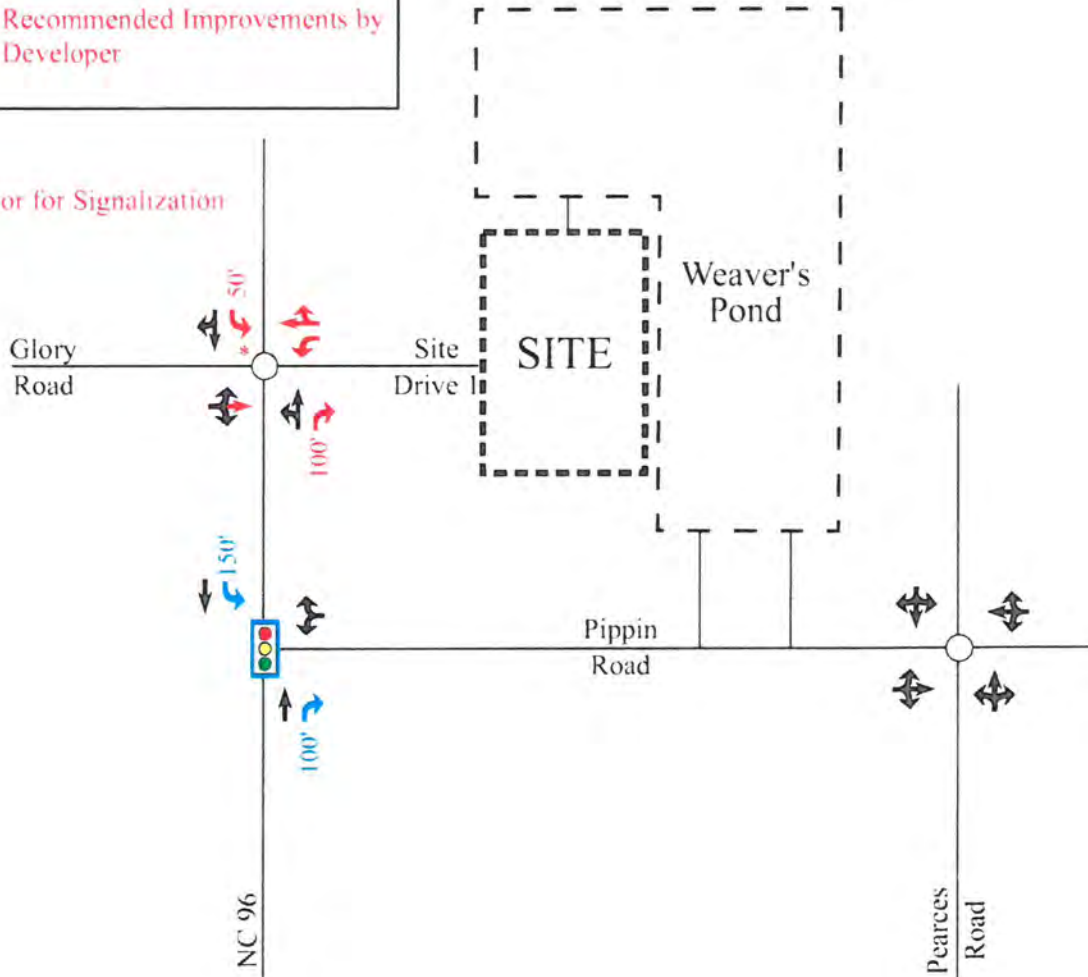 Recommended Improvements by
Developer
or for Signalization
50'
*
Glory
Road
Site
Drive 1
100'
SITE
Weaver's
Pond
150'
100'
Pippin
Road
NC 96
Pearces
Road